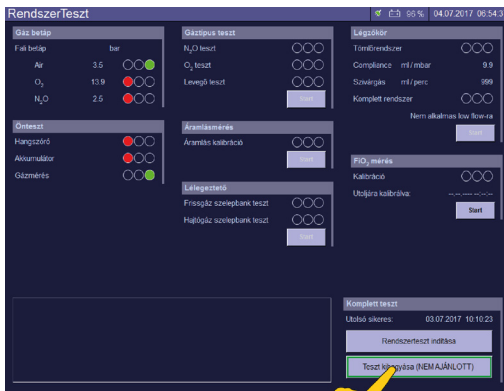 RendszerTeszt
96 % 04.07.2017 06:54:3
Gáz betáp
Fali betáp bar
Air 3.5
O₂ 13.9
N₂O 2.5
Önteszt
Hangszóró
Akkumulátor
Gázmérés
Gáztípus teszt
N₂O teszt
O₂ teszt
Levegő teszt
Start
Áramlásmérés
Áramlás kalibráció
Start
Lélegeztető
Frissgáz szelepbank teszt
Hajtógáz szelepbank teszt
Start
Légzőkör
Tömlőrendszer
Compliance ml / mbar 9.9
Szivárgás ml / perc 999
Komplett rendszer
Nem alkalmas low flow-ra
Start
FiO₂ mérés
Kalibráció
Utoljára kalibrálva: --.--.---- --:--:--
Start
Komplett teszt
Utolsó sikeres: 03.07.2017 10:10:23
Rendszerteszt indítása
Teszt (NEM AJÁNLOTT)